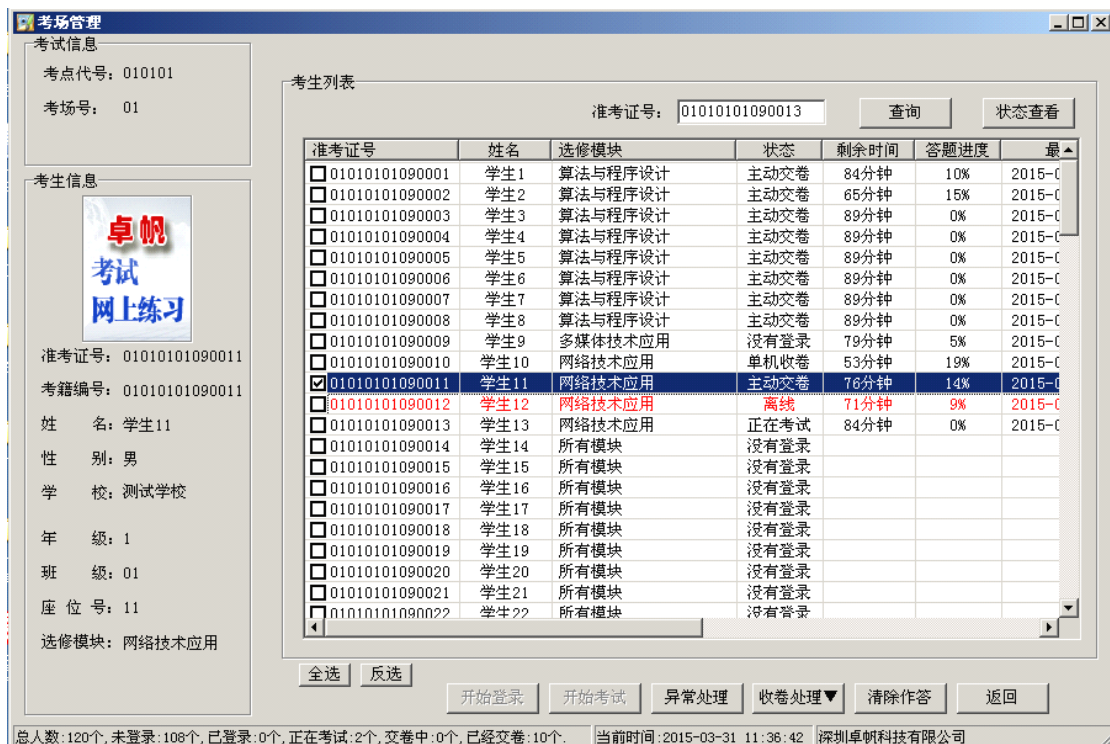 考场管理
考试信息
考点代号：010101
考场号： 01
考生信息
卓帆
考试
网上练习
准考证号：01010101090011
考籍编号：01010101090011
姓 名：学生11
性 别：男
学 校：测试学校
年 级：1
班 级：01
座 位 号：11
选修模块：网络技术应用
考生列表
准考证号： 01010101090013 查询 状态查看
准考证号 姓名 选修模块 状态 剩余时间 答题进度 最
01010101090001 学生1 算法与程序设计 主动交卷 84分钟 10% 2015-0
01010101090002 学生2 算法与程序设计 主动交卷 65分钟 15% 2015-0
01010101090003 学生3 算法与程序设计 主动交卷 89分钟 0% 2015-0
01010101090004 学生4 算法与程序设计 主动交卷 89分钟 0% 2015-0
01010101090005 学生5 算法与程序设计 主动交卷 89分钟 0% 2015-0
01010101090006 学生6 算法与程序设计 主动交卷 89分钟 0% 2015-0
01010101090007 学生7 算法与程序设计 主动交卷 89分钟 0% 2015-0
01010101090008 学生8 算法与程序设计 主动交卷 89分钟 0% 2015-0
01010101090009 学生9 多媒体技术应用 没有登录 79分钟 5% 2015-0
01010101090010 学生10 网络技术应用 单机收卷 53分钟 19% 2015-0
01010101090011 学生11 网络技术应用 主动交卷 76分钟 14% 2015-0
01010101090012 学生12 网络技术应用 离线 71分钟 9% 2015-0
01010101090013 学生13 网络技术应用 正在考试 84分钟 0% 2015-0
01010101090014 学生14 所有模块 没有登录
01010101090015 学生15 所有模块 没有登录
01010101090016 学生16 所有模块 没有登录
01010101090017 学生17 所有模块 没有登录
01010101090018 学生18 所有模块 没有登录
01010101090019 学生19 所有模块 没有登录
01010101090020 学生20 所有模块 没有登录
01010101090021 学生21 所有模块 没有登录
01010101090022 学生22 所有模块 没有登录
全选 反选
开始登录 开始考试 异常处理 收卷处理▼ 清除作答 返回
总人数:120个,未登录:108个,已登录:0个,正在考试:2个,交卷中:0个,已经交卷:10个. 当前时间:2015-03-31 11:36:42 深圳卓帆科技有限公司